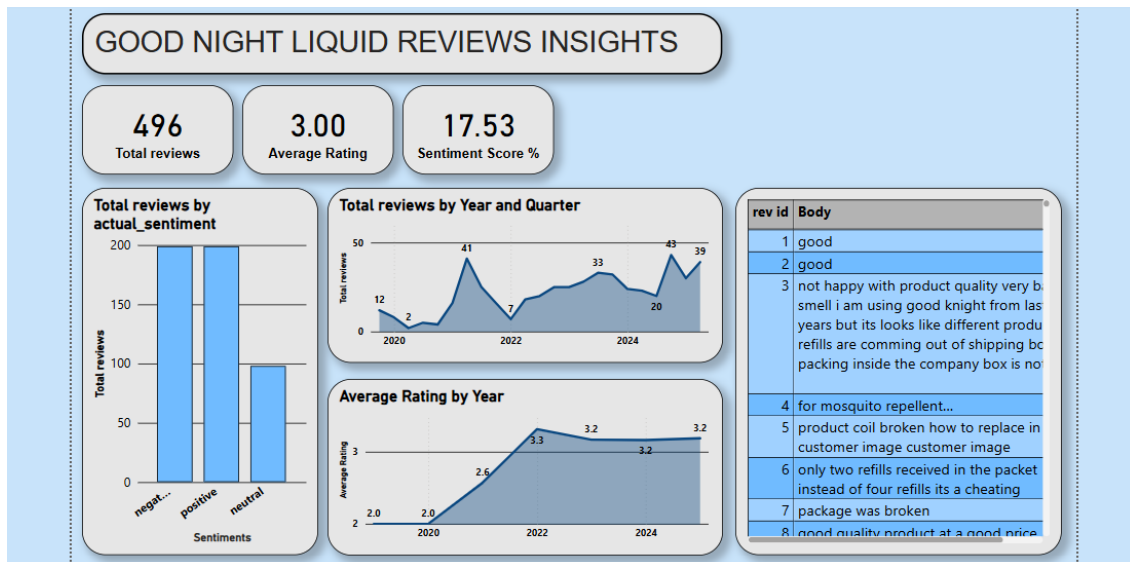 GOOD NIGHT LIQUID REVIEWS INSIGHTS
496
Total reviews
3.00
Average Rating
17.53
Sentiment Score %
Total reviews by
actual_sentiment
Total reviews
200
150
100
50
0
negat...
positive
neutral
Sentiments
Total reviews by Year and Quarter
Total reviews
50
0
12
2
41
7
33
20
43
39
2020
2022
2024
Average Rating by Year
Average Rating
3
2
2.0
2.0
2.6
3.3
3.2
3.2
3.2
2020
2022
2024
rev id Body
1 good
2 good
3 not happy with product quality very
smell i am using good knight from
years but its looks like different
refills are comming out of shipping
packing inside the company box is
4 for mosquito repellent...
5 product coil broken how to replace in
customer image customer image
6 only two refills received in the packet
instead of four refills its a cheating
7 package was broken
8 good quality product at a good price